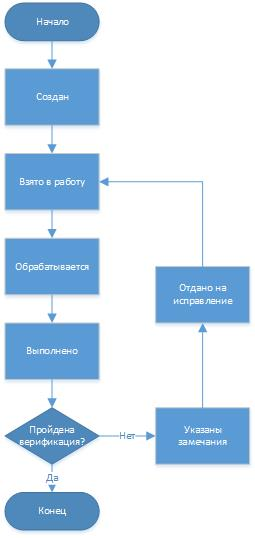 Начало
Создан
Взято в работу
Обрабатывается
Отдано на
исправление
Выполнено
Пройдена
верификация?
Нет
Указаны
замечания
Да
Конец